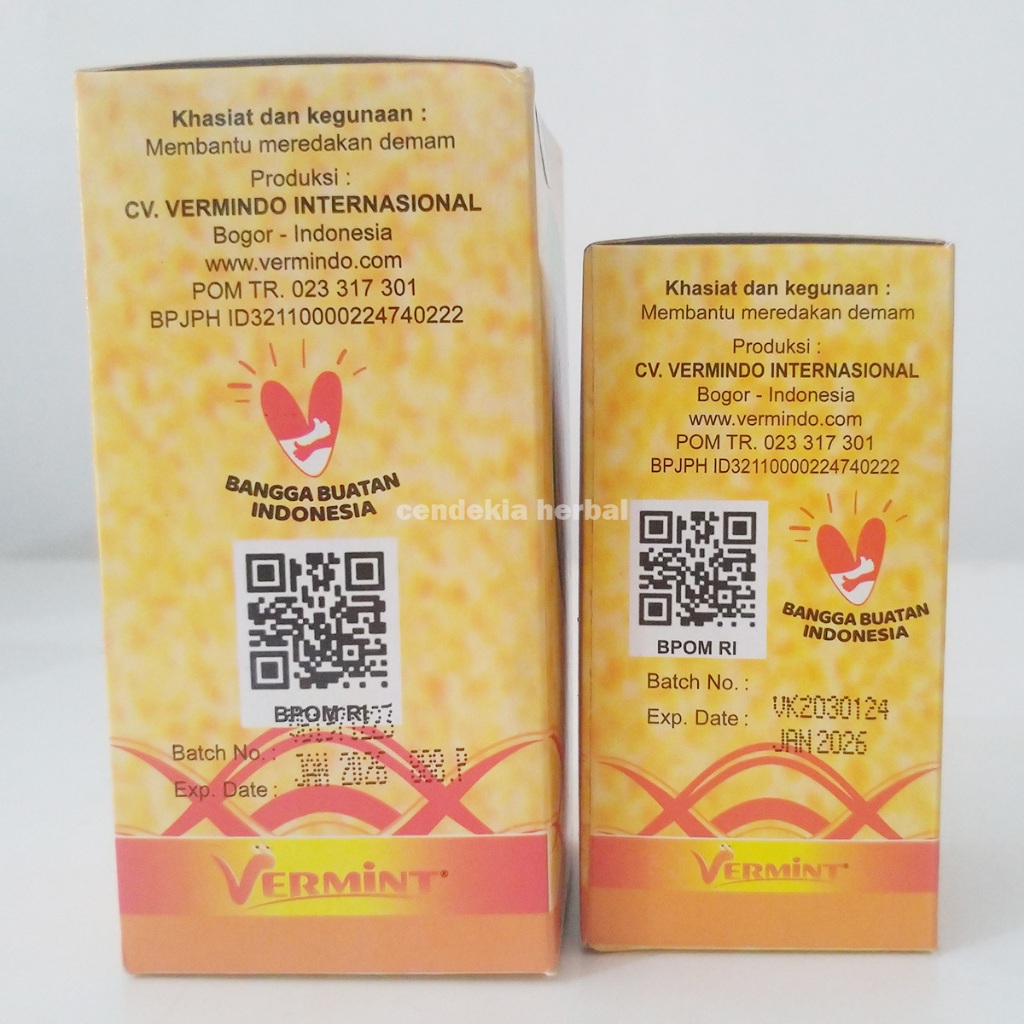 Khasiat dan kegunaan :
Membantu meredakan demam
Produksi :
CV. VERMINDO INTERNASIONAL
Bogor - Indonesia
www.vermindo.com
POM TR. 023 317 301
BPJPH ID32110000224740222
BANGGA BUATAN
INDONESIA
BPOM RI
Batch No. :
JAN 2026
Exp. Date :
VERMINT®
cendekia herbal
Khasiat dan kegunaan :
Membantu meredakan demam
Produksi :
CV. VERMINDO INTERNASIONAL
Bogor - Indonesia
www.vermindo.com
POM TR. 023 317 301
BPJPH ID32110000224740222
BPOM RI
BANGGA BUATAN
INDONESIA
Batch No. :
VK2030124
Exp. Date :
JAN 2026
VERMINT®